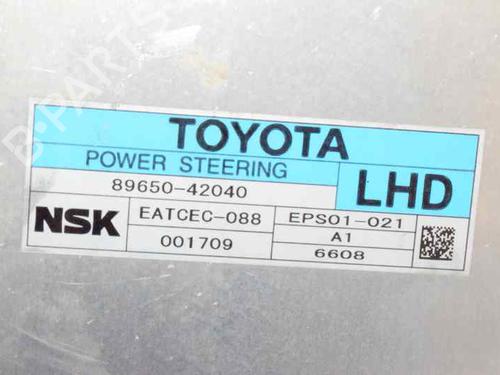 B-PARTS
TOYOTA
POWER STEERING
89650-42040
LHD
NSK
EATCEC-088
EPS01-021
001709
A1
6608